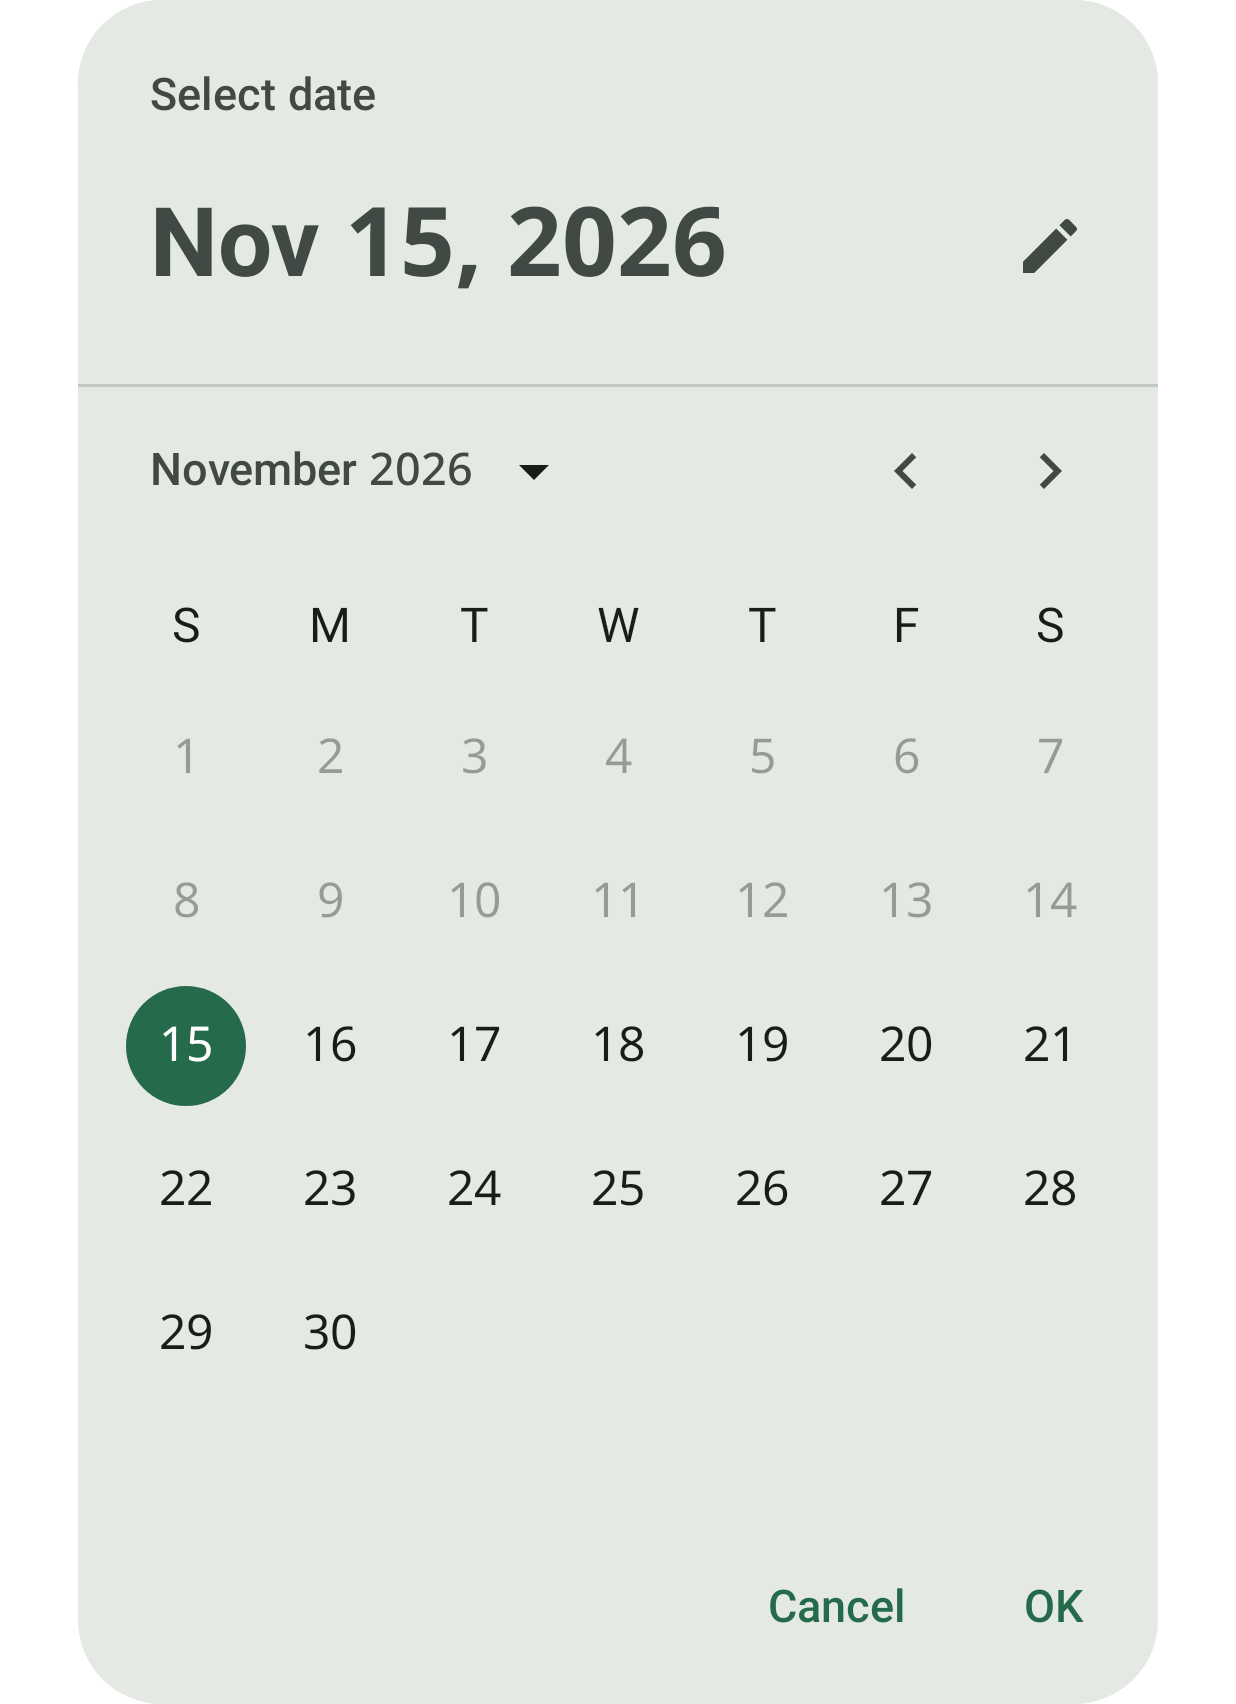 Select date
Nov 15, 2026
November 2026
S M T W T F S
1 2 3 4 5 6 7
8 9 10 11 12 13 14
15 16 17 18 19 20 21
22 23 24 25 26 27 28
29 30
Cancel OK